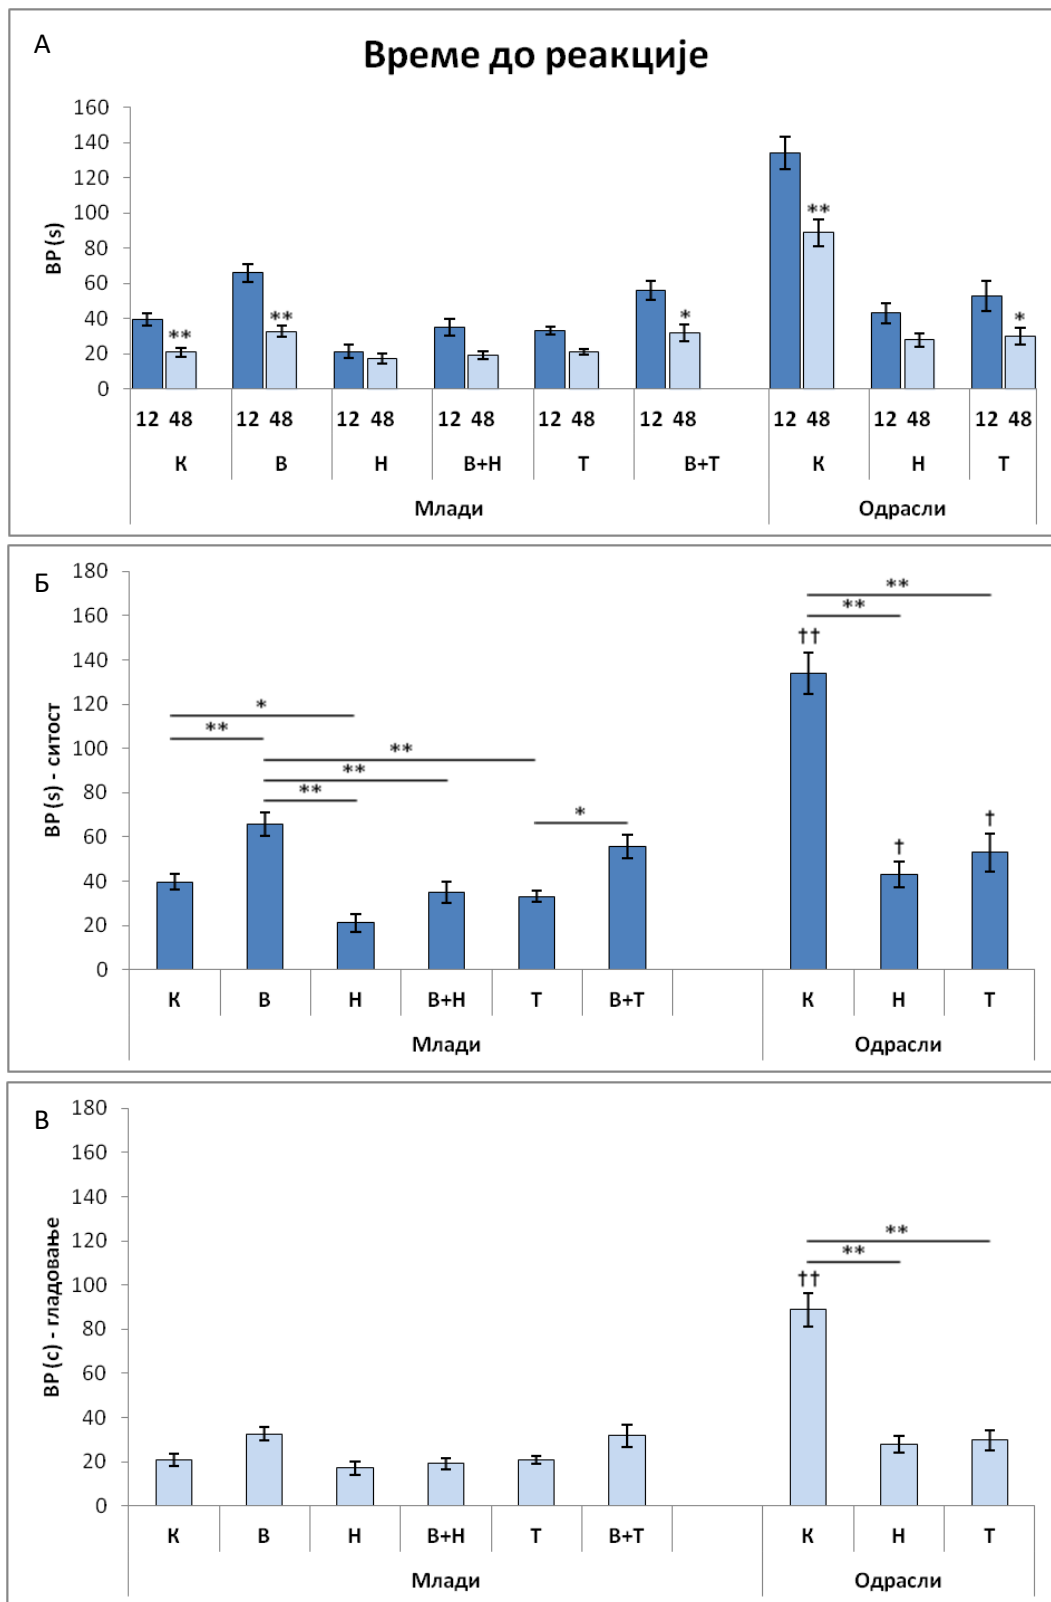 А
Време до реакције
160
140
120
100
80
60
40
20
0
ВР (s)
** ** * ** *
12 48 12 48 12 48 12 48 12 48 12 48 12 48 12 48 12 48
К В Н В+Н Т В+Т К Н Т
Млади Одрасли
Б
180
160
140
120
100
80
60
40
20
0
ВР (s) - ситост
**
**
††
*
**
**
**
**
*
†
†
К В Н В+Н Т В+Т К Н Т
Млади Одрасли
В
180
160
140
120
100
80
60
40
20
0
ВР (с) - гладовање
**
**
††
К В Н В+Н Т В+Т К Н Т
Млади Одрасли